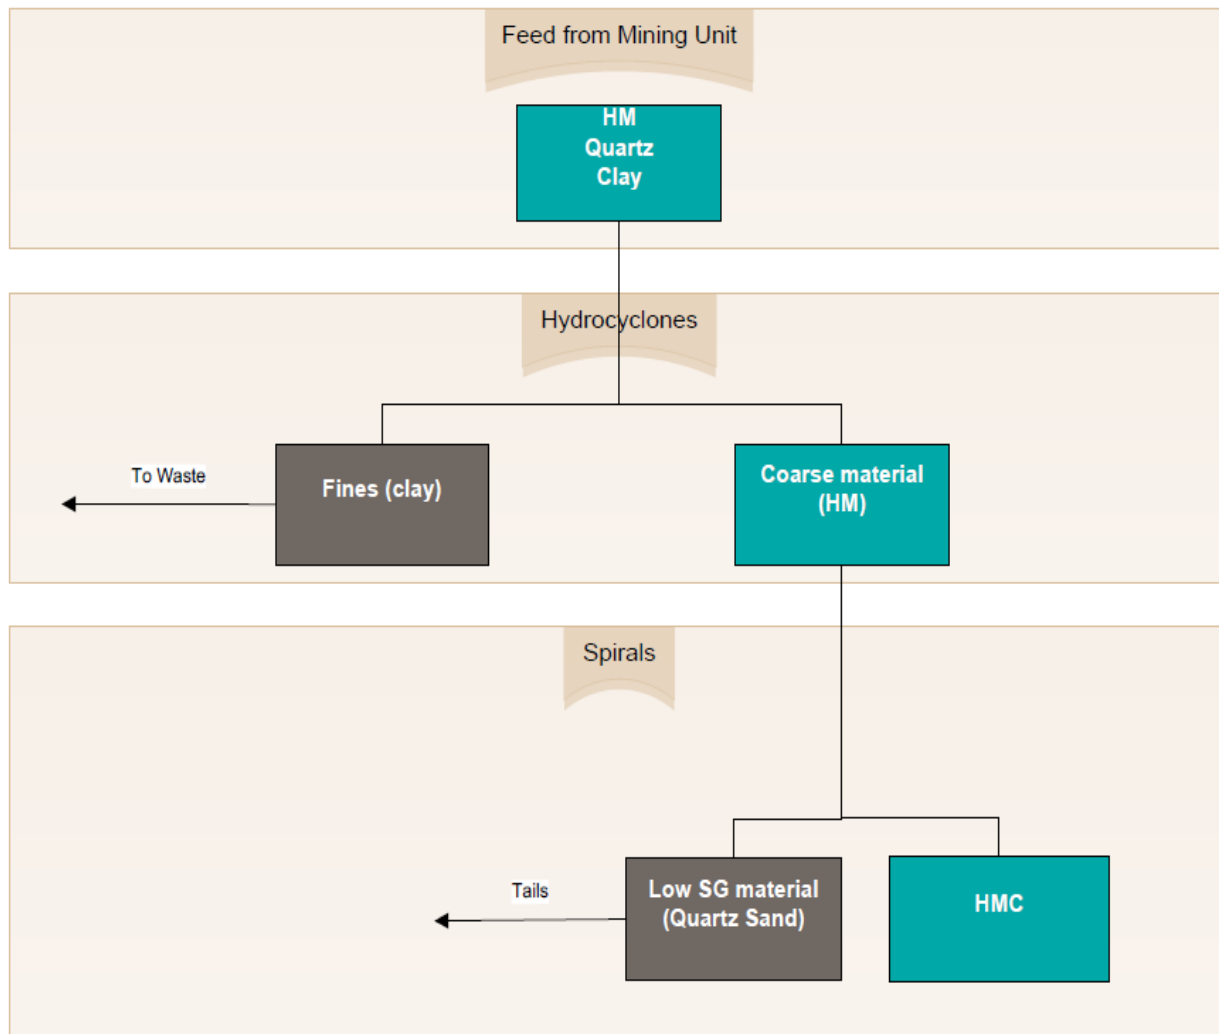 Feed from Mining Unit
HM
Quartz
Clay
Hydrocyclones
To Waste
Fines (clay)
Coarse material
(HM)
Spirals
Tails
Low SG material
(Quartz Sand)
HMC